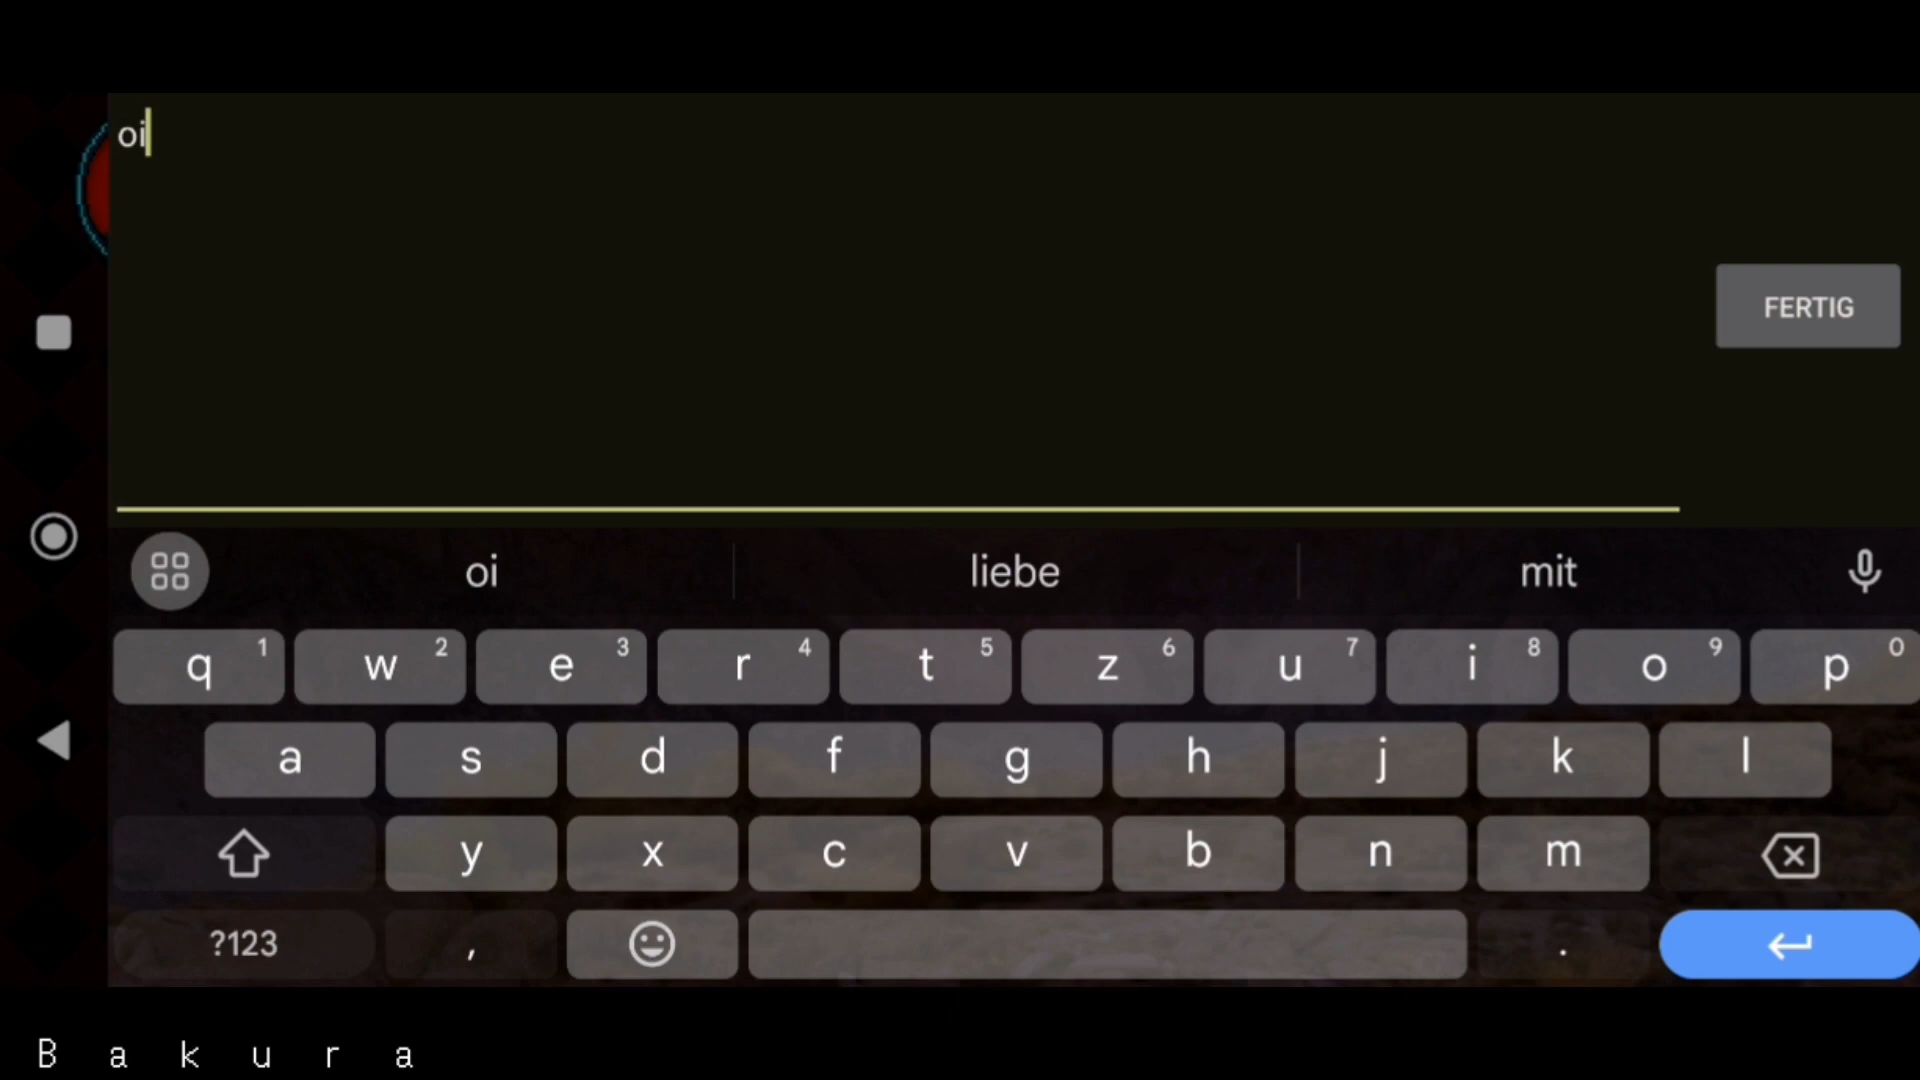 oi
FERTIG
oi liebe mit
q 1 w 2 e 3 r 4 t 5 z 6 u 7 i 8 o 9 p 0
a s d f g h j k l
y x c v b n m
?123 , .
B a k u r a